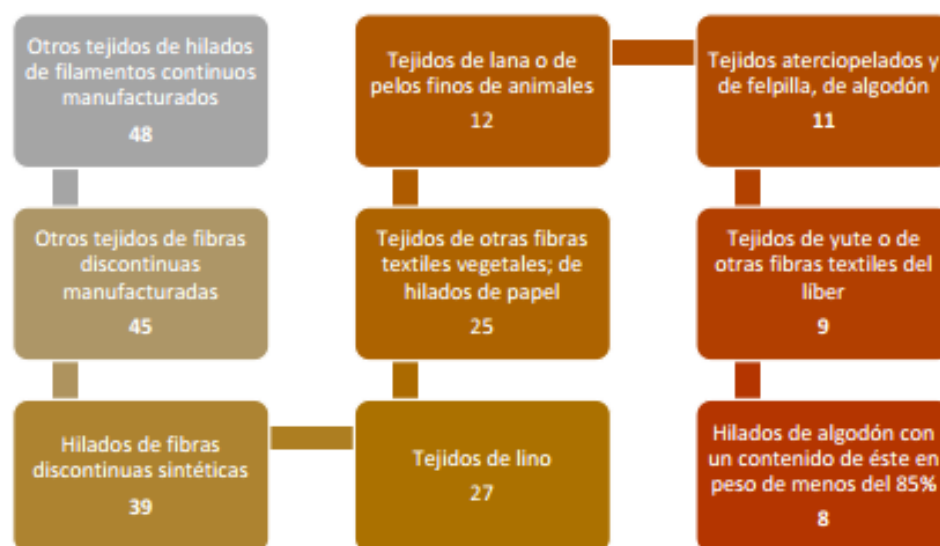 Otros tejidos de hilados
de filamentos continuos
manufacturados
48
Otros tejidos de fibras
discontinuas
manufacturadas
45
Hilados de fibras
discontinuas sintéticas
39
Tejidos de lino
27
Tejidos de otras fibras
textiles vegetales; de
hilados de papel
25
Tejidos de lana o de
pelos finos de animales
12
Tejidos aterciopelados y
de felpilla, de algodón
11
Tejidos de yute o de
otras fibras textiles del
líber
9
Hilados de algodón con
un contenido de éste en
peso de menos del 85%
8